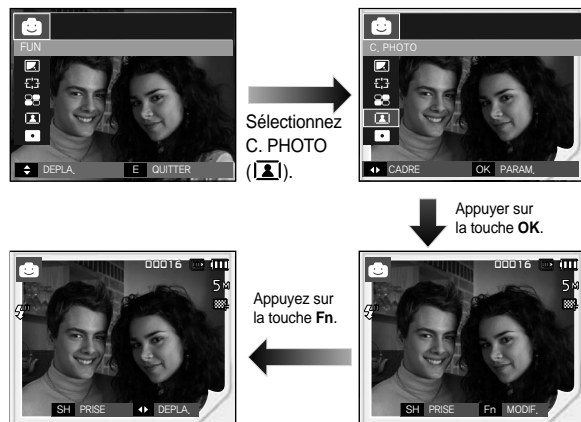 FUN
DEPLA.
E QUITTER
Sélectionnez
C. PHOTO
( ).
C. PHOTO
CADRE
OK PARAM.
Appuyer sur
la touche OK.
00016
5M
SH PRISE
Fn MODIF.
Appuyez sur
la touche Fn.
00016
5M
SH PRISE
DEPLA.